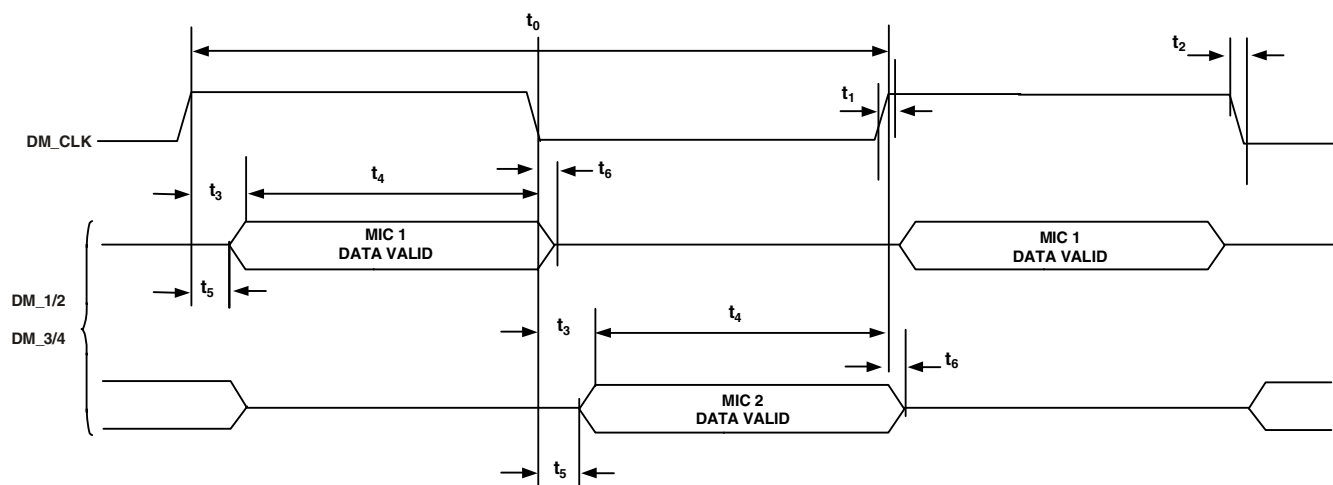 t0
t2
t1
DM_CLK
t3
t4
t6
MIC 1
DATA VALID
MIC 1
DATA VALID
t5
DM_1/2
DM_3/4
t3
t4
t6
MIC 2
DATA VALID
t5